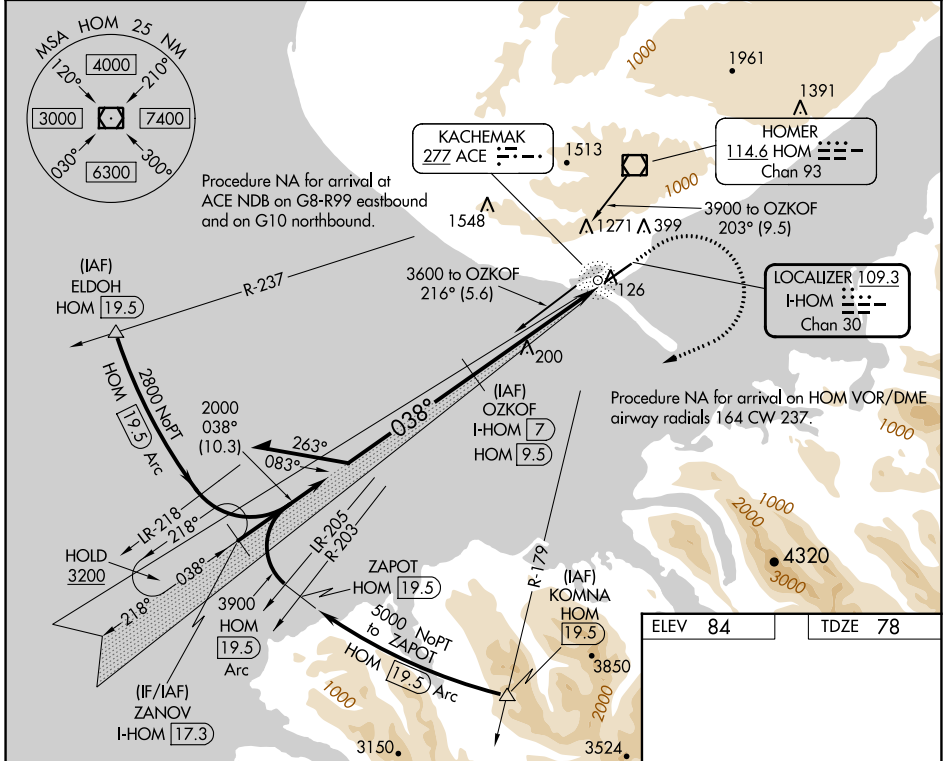 MSA HOM 25 NM
120°
4000
210°
3000
7400
030°
6300
300°
Procedure NA for arrival at
ACE NDB on G8-R99 eastbound
and on G10 northbound.
KACHEMAK
277 ACE
1513
1548
1000
1961
1391
HOMER
114.6 HOM
Chan 93
1000
3900 to OZKOF
203° (9.5)
1271
399
3600 to OZKOF
216° (5.6)
126
LOCALIZER 109.3
I-HOM
Chan 30
(IAF)
ELDOH
HOM 19.5
R-237
200
2800 NoPT
HOM 19.5 Arc
2000
038°
(10.3)
263°
083°
038°
(IAF)
OZKOF
I-HOM 7
HOM 9.5
Procedure NA for arrival on HOM VOR/DME
airway radials 164 CW 237.
1000
LR-218
218°
HOLD
3200
038°
218°
LR-205
R-203
3900
HOM
19.5
Arc
ZAPOT
HOM 19.5
R-179
5000 NoPT
to ZAPOT
HOM 19.5 Arc
(IAF)
KOMNA
HOM
19.5
1000
2000
4320
3000
(IF/IAF)
ZANOV
I-HOM 17.3
1000
3150
3850
2000
3524
ELEV 84
TDZE 78